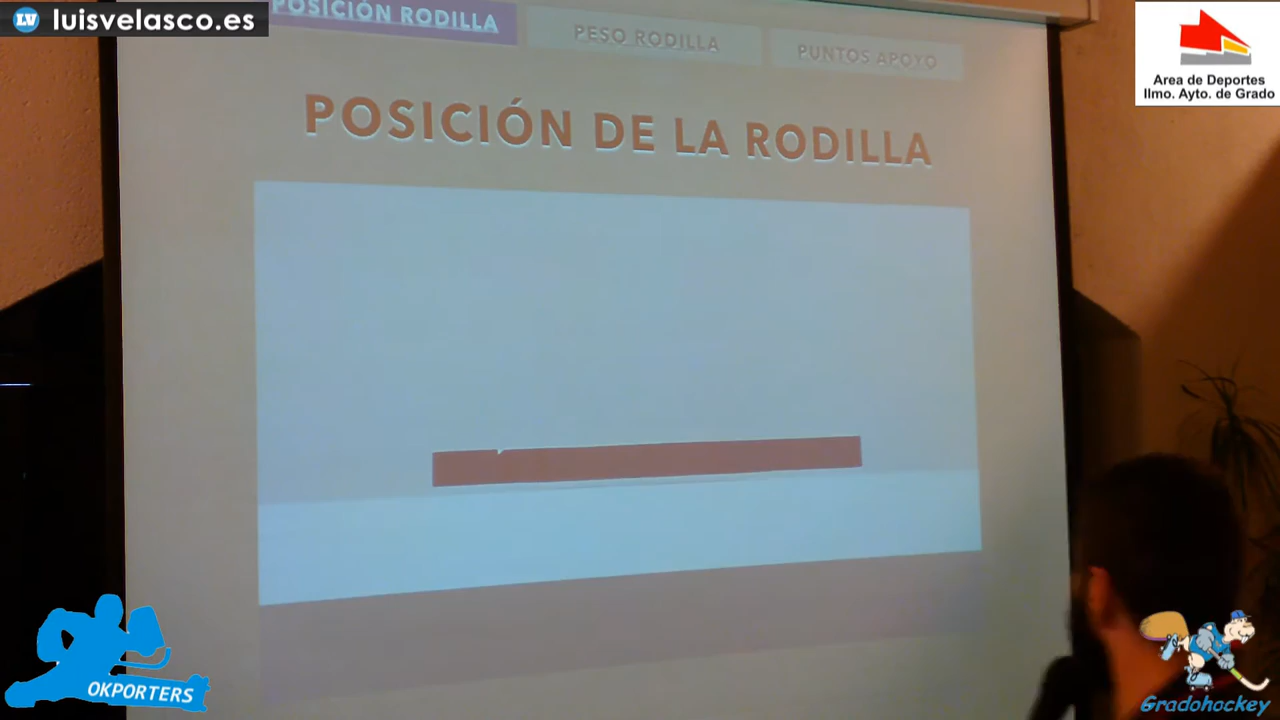 LV luisvelasco.es
POSICIÓN RODILLA
PESO RODILLA
PUNTOS APOYO
Area de Deportes
Ilmo. Ayto. de Grado
POSICIÓN DE LA RODILLA
OKPORTERS
Gradohockey